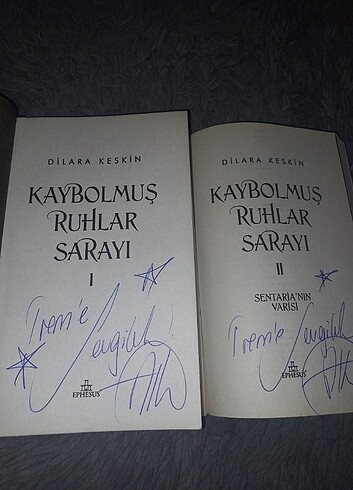 DİLARA KESKİN
KAYBOLMUŞ
RUHLAR
SARAYI
I
İrem'e
Sevgilerle
EPHESUS
DİLARA KESKİN
KAYBOLMUŞ
RUHLAR
SARAYI
II
SENTARİA'NIN
VARİSİ
İrem'e
Sevgilerle
EPHESUS